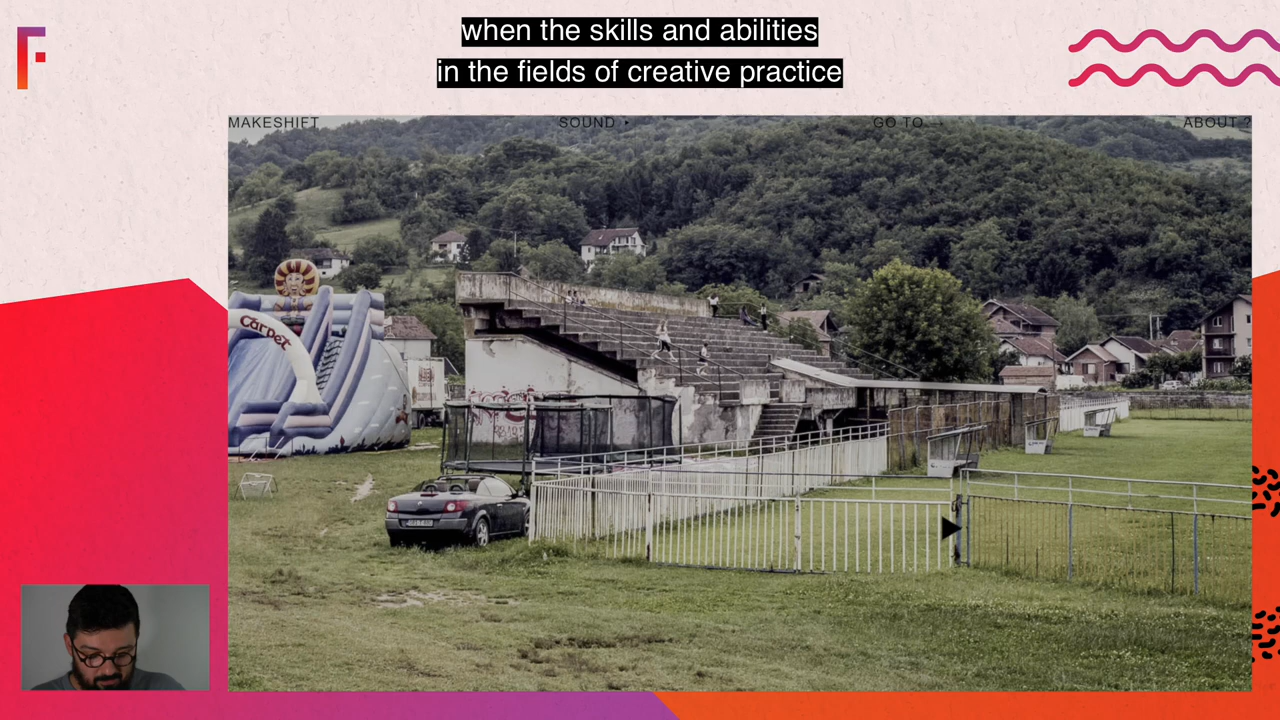 when the skills and abilities
in the fields of creative practice
MAKESHIFT SOUND GO TO → ABOUT ?
Carpet